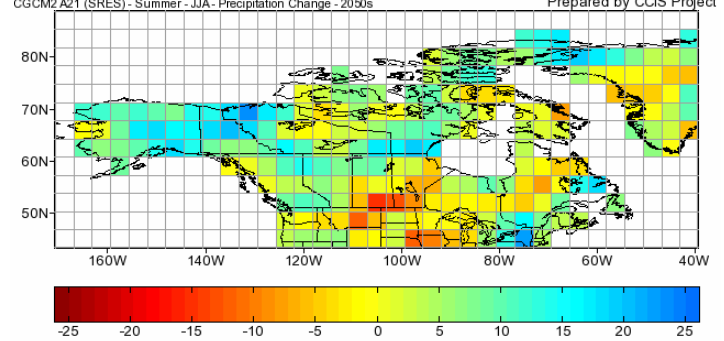 CGCM2 A21 (SRES) - Summer - JJA - Precipitation Change - 2050s Prepared by CCIS Project
80N
70N
60N
50N
160W 140W 120W 100W 80W 60W 40W
-25 -20 -15 -10 -5 0 5 10 15 20 25